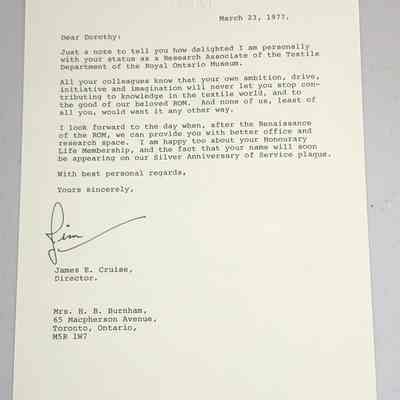 March 23, 1977.
Dear Dorothy:
Just a note to tell you how delighted I am personally
with your status as a Research Associate of the Textile
Department of the Royal Ontario Museum.
All your colleagues know that your own ambition, drive,
initiative and imagination will never let you stop con-
tributing to knowledge in the textile world, and to
the good of our beloved ROM. And none of us, least of
all you, would want it any other way.
I look forward to the day when, after the Renaissance
of the ROM, we can provide you with better office and
research space. I am happy too about your Honourary
Life Membership, and the fact that your name will soon
be appearing on our Silver Anniversary of Service plaque.
With best personal regards,
Yours sincerely,
Jim
James E. Cruise,
Director.
Mrs. H. B. Burnham,
65 Macpherson Avenue,
Toronto, Ontario,
M5R 1W7